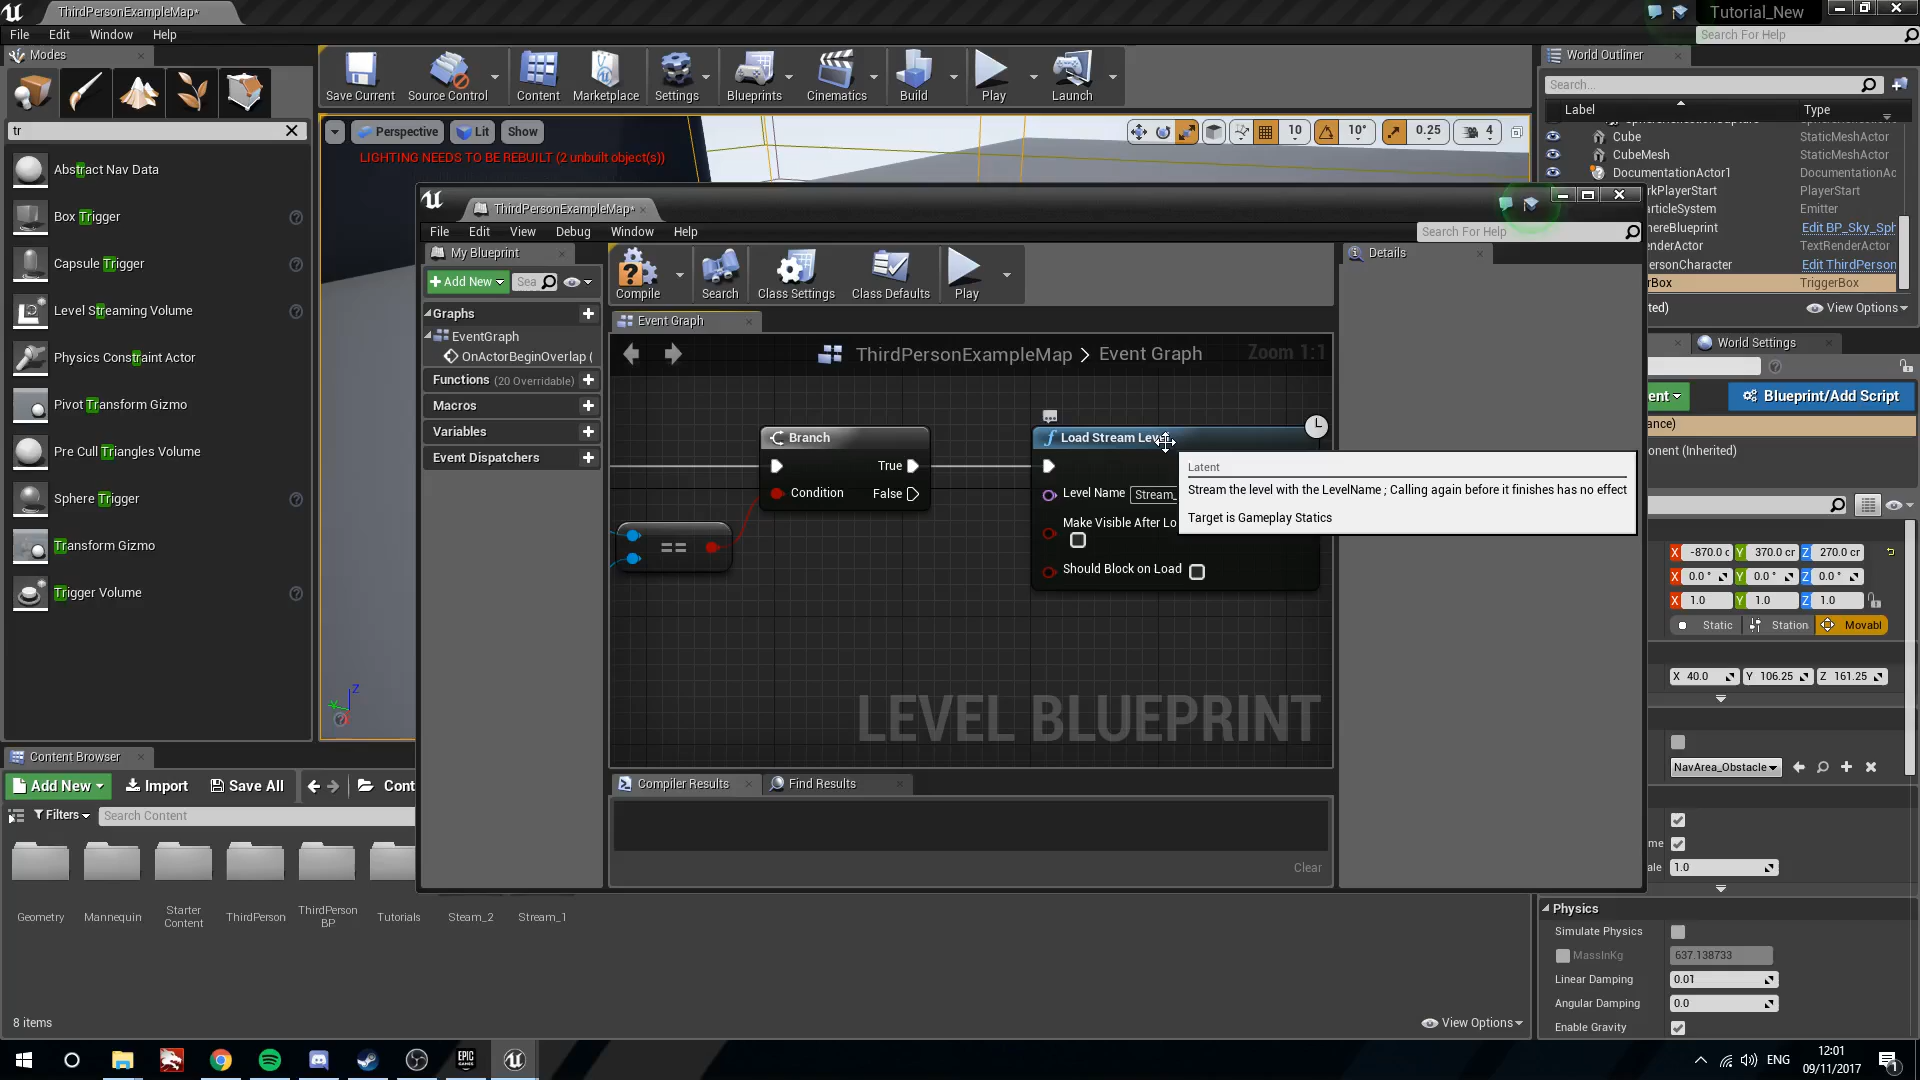 ThirdPersonExampleMap*
Tutorial_New
File Edit Window Help
Search For Help
Modes
tr
Abstract Nav Data
Box Trigger
Capsule Trigger
Level Streaming Volume
Physics Constraint Actor
Pivot Transform Gizmo
Pre Cull Triangles Volume
Sphere Trigger
Transform Gizmo
Trigger Volume
Save Current Source Control Content Marketplace Settings Blueprints Cinematics Build Play Launch
Perspective Lit Show
10 10° 0.25 4
LIGHTING NEEDS TO BE REBUILT (2 unbuilt object(s))
World Outliner
Search...
Label Type
Cube StaticMeshActor
CubeMesh StaticMeshActor
DocumentationActor1 DocumentationAc
rkPlayerStart PlayerStart
articleSystem Emitter
hereBlueprint Edit BP_Sky_Sph
enderActor TextRenderActor
ersonCharacter Edit ThirdPerson
rBox TriggerBox
ted) View Options
World Settings
ent Blueprint/Add Script
ance)
onent (Inherited)
X -870.0 c Y 370.0 cr Z 270.0 cr
X 0.0 ° Y 0.0 ° Z 0.0 °
X 1.0 Y 1.0 Z 1.0
Static Station Movabl
X 40.0 Y 106.25 Z 161.25
NavArea_Obstacle
me
ale 1.0
Physics
Simulate Physics
MassInKg 637.138733
Linear Damping 0.01
Angular Damping 0.0
Enable Gravity
ThirdPersonExampleMap*
File Edit View Debug Window Help
Search For Help
My Blueprint
Add New Sea
Graphs
EventGraph
OnActorBeginOverlap (
Functions (20 Overridable)
Macros
Variables
Event Dispatchers
Compile Search Class Settings Class Defaults Play
Event Graph
ThirdPersonExampleMap > Event Graph Zoom 1:1
Branch
True
Condition False
==
Load Stream Level
Level Name Stream_
Make Visible After Lo
Should Block on Load
Latent
Stream the level with the LevelName ; Calling again before it finishes has no effect
Target is Gameplay Statics
LEVEL BLUEPRINT
Compiler Results Find Results
Clear
Details
Content Browser
Add New Import Save All Cont
Filters Search Content
Geometry Mannequin Starter Content ThirdPerson ThirdPerson BP Tutorials Steam_2 Stream_1
8 items View Options
EPIC GAMES
ENG 12:01
09/11/2017
1